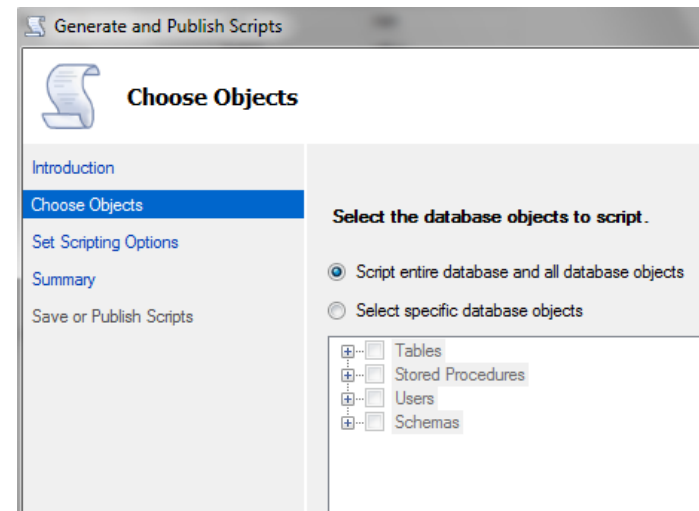 Generate and Publish Scripts
Choose Objects
Introduction
Choose Objects
Set Scripting Options
Summary
Save or Publish Scripts
Select the database objects to script.
Script entire database and all database objects
Select specific database objects
Tables
Stored Procedures
Users
Schemas